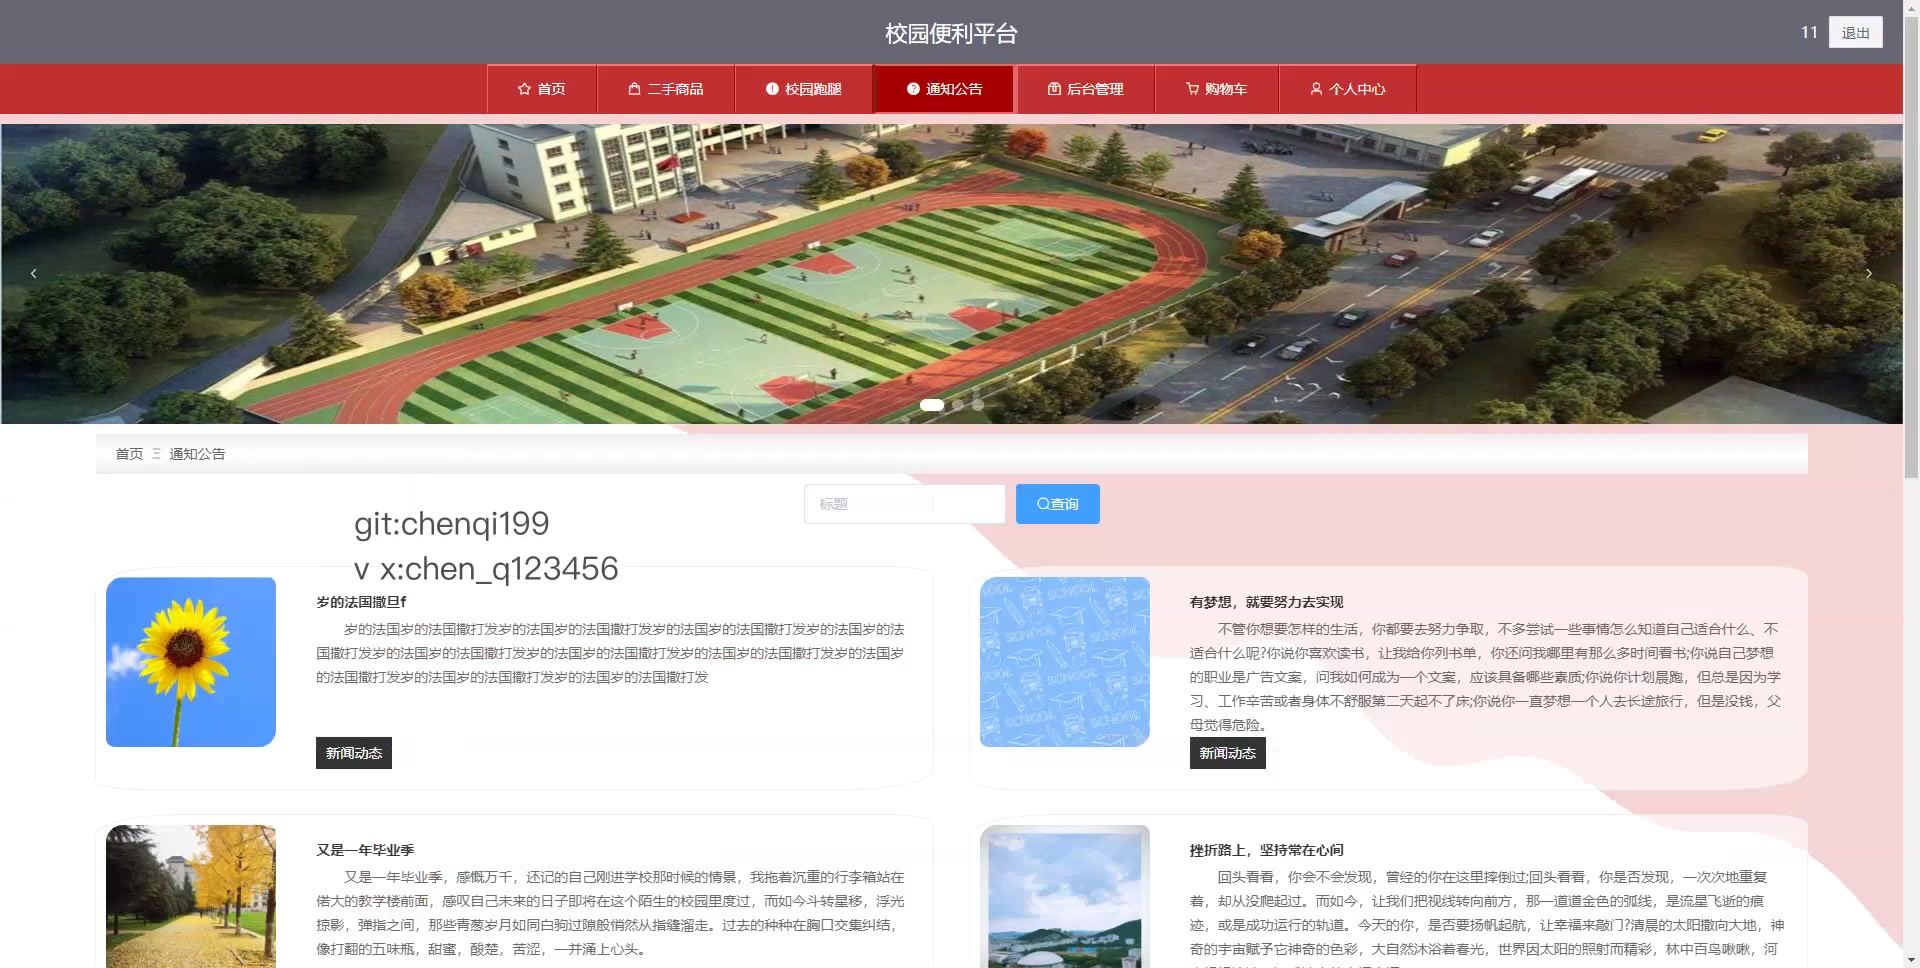 校园便利平台
11 退出
首页 二手商品 校园跑腿 通知公告 后台管理 购物车 个人中心
首页 通知公告
标题 查询
git:chenqi199
v x:chen_q123456
岁的法国撒旦f
岁的法国岁的法国撒打发岁的法国岁的法国撒打发岁的法国岁的法国撒打发岁的法国岁的法
国撒打发岁的法国岁的法国撒打发岁的法国岁的法国撒打发岁的法国岁的法国撒打发岁的法国岁
的法国撒打发岁的法国岁的法国撒打发岁的法国岁的法国撒打发
新闻动态
有梦想，就要努力去实现
不管你想要怎样的生活，你都要去努力争取，不多尝试一些事情怎么知道自己适合什么、不
适合什么呢?你说你喜欢读书，让我给你列书单，你还问我哪里有那么多时间看书;你说自己梦想
的职业是广告文案，问我如何成为一个文案，应该具备哪些素质;你说你计划晨跑，但总是因为学
习、工作辛苦或者身体不舒服第二天起不了床;你说你一直梦想一个人去长途旅行，但是没钱，父
母觉得危险。
新闻动态
又是一年毕业季
又是一年毕业季，感慨万千，还记的自己刚进学校那时候的情景，我拖着沉重的行李箱站在
偌大的教学楼前面，感叹自己未来的日子即将在这个陌生的校园里度过，而如今斗转星移，浮光
掠影，弹指之间，那些青葱岁月如同白驹过隙般悄然从指缝溜走。过去的种种在胸口交集纠结，
像打翻的五味瓶，甜蜜，酸楚，苦涩，一并涌上心头。
挫折路上，坚持常在心间
回头看看，你会不会发现，曾经的你在这里摔倒过;回头看看，你是否发现，一次次地重复
着，却从没爬起过。而如今，让我们把视线转向前方，那一道道金色的弧线，是流星飞逝的痕
迹，或是成功运行的轨道。今天的你，是否要扬帆起航，让幸福来敲门?清晨的太阳撒向大地，神
奇的宇宙赋予它神奇的色彩，大自然沐浴着春光，世界因太阳的照射而精彩，林中百鸟啾啾，河